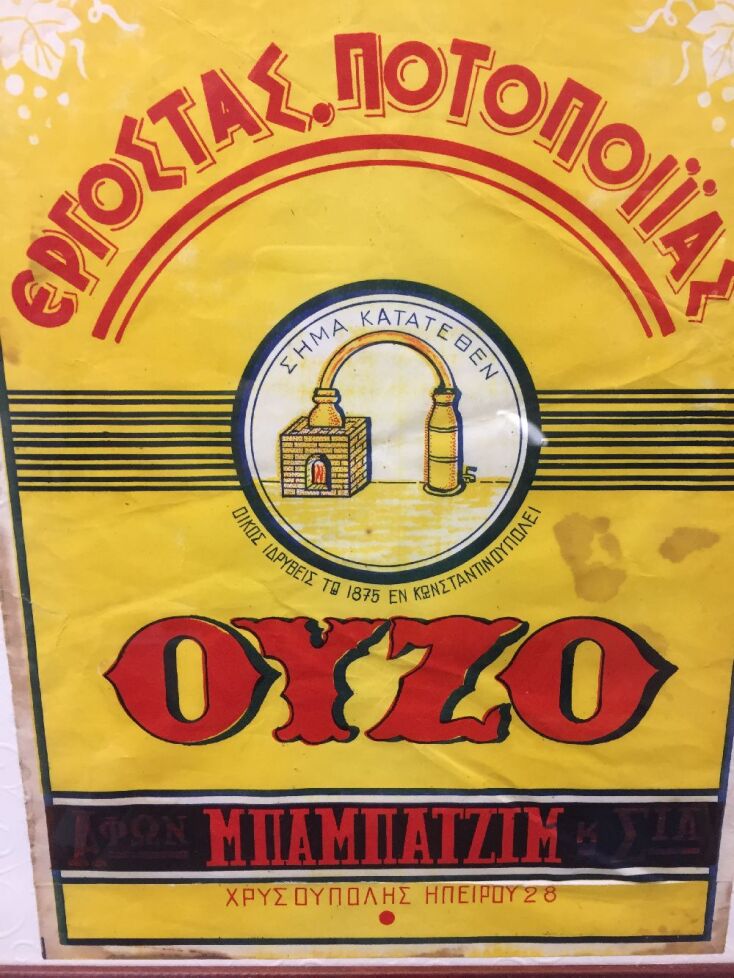 ΕΡΓΟΣΤΑΣ. ΠΟΤΟΠΟΙΪΑΣ
ΣΗΜΑ ΚΑΤΑΤΕΘΕΝ
ΟΙΚΟΣ ΙΔΡΥΘΕΙΣ ΤΩ 1875 ΕΝ ΚΩΝΣΤΑΝΤΙΝΟΥΠΟΛΕΙ
ΟΥΖΟ
ΑΦΩΝ ΜΠΑΜΠΑΤΖΙΜ Κ ΣΙΑ
ΧΡΥΣΟΥΠΟΛΗΣ ΗΠΕΙΡΟΥ 28